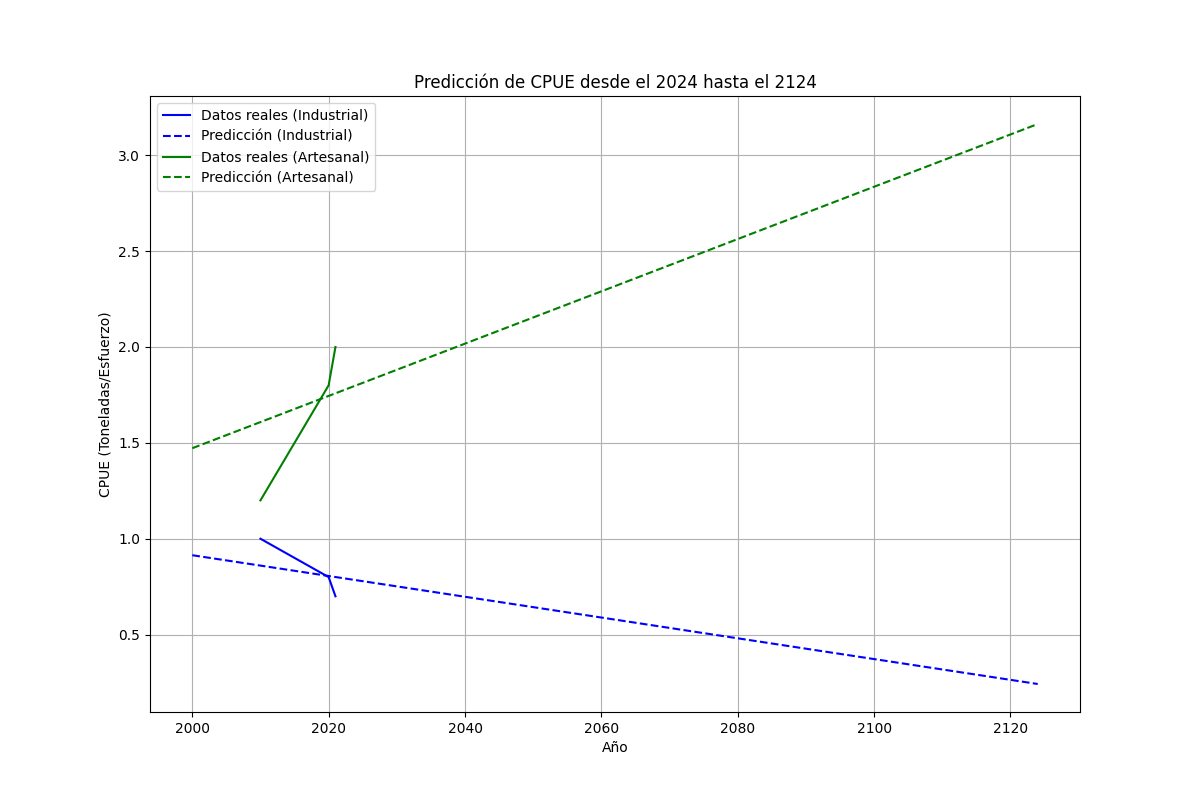 Predicción de CPUE desde el 2024 hasta el 2124
Datos reales (Industrial)
Predicción (Industrial)
Datos reales (Artesanal)
Predicción (Artesanal)
CPUE (Toneladas/Esfuerzo)
3.0
2.5
2.0
1.5
1.0
0.5
2000 2020 2040 2060 2080 2100 2120
Año